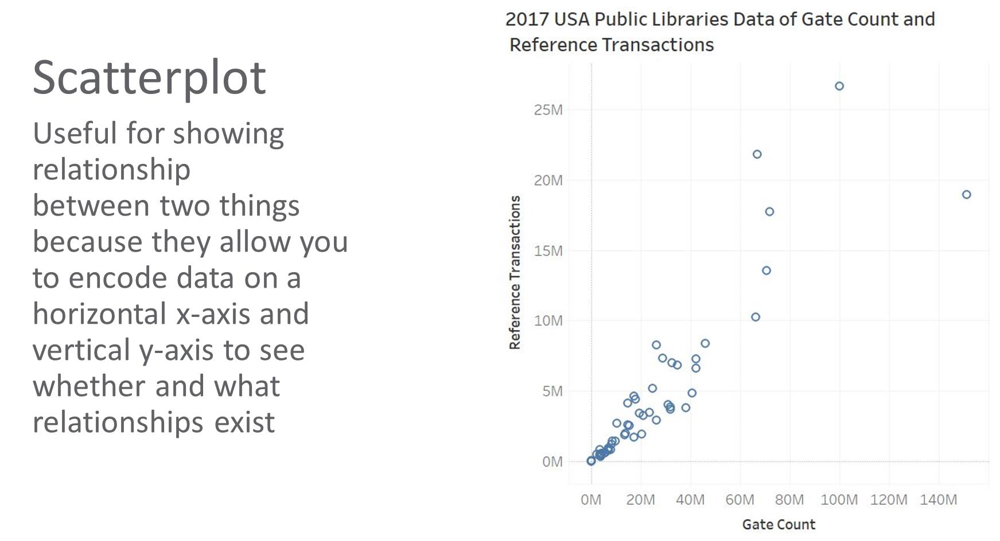 Scatterplot
Useful for showing
relationship
between two things
because they allow you
to encode data on a
horizontal x-axis and
vertical y-axis to see
whether and what
relationships exist
2017 USA Public Libraries Data of Gate Count and
Reference Transactions
Reference Transactions
25M
20M
15M
10M
5M
0M
0M 20M 40M 60M 80M 100M 120M 140M
Gate Count